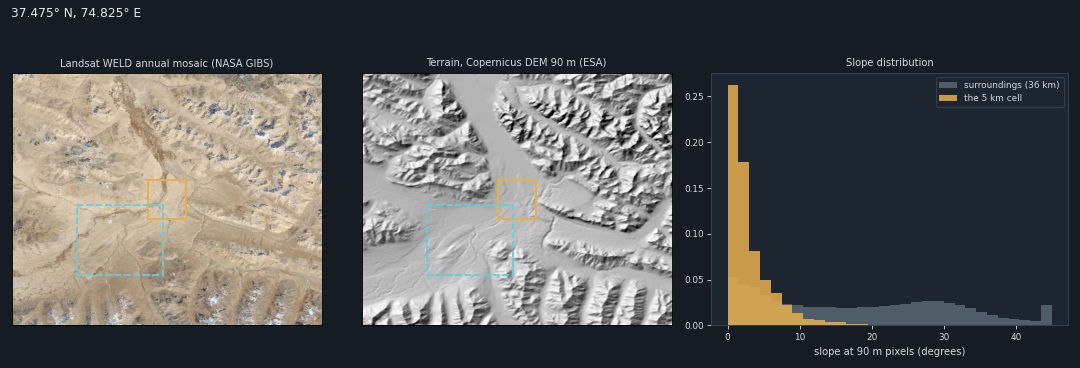 37.475° N, 74.825° E
Landsat WELD annual mosaic (NASA GIBS)
Terrain, Copernicus DEM 90 m (ESA)
Slope distribution
surroundings (36 km)
the 5 km cell
0.25
0.20
0.15
0.10
0.05
0.00
0 10 20 30 40
slope at 90 m pixels (degrees)